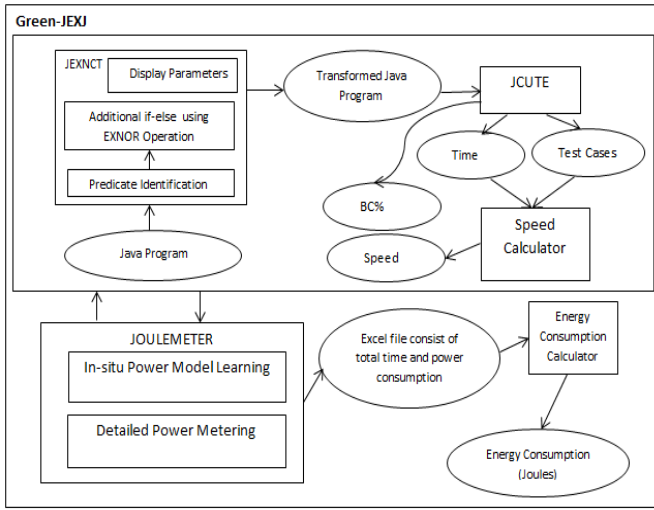 Green-JEXJ
JEXNCT
Display Parameters
Additional if-else using
EXNOR Operation
Predicate Identification
Java Program
Transformed Java
Program
JCUTE
Time
Test Cases
BC%
Speed
Speed
Calculator
JOULEMETER
In-situ Power Model Learning
Detailed Power Metering
Excel file consist of
total time and power
consumption
Energy
Consumption
Calculator
Energy Consumption
(Joules)